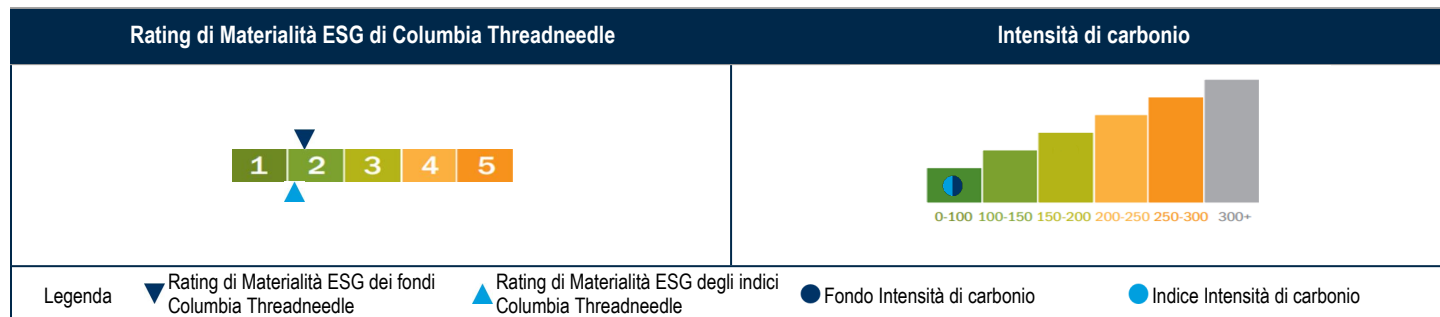 Rating di Materialità ESG di Columbia Threadneedle
Intensità di carbonio
1 2 3 4 5
0-100 100-150 150-200 200-250 250-300 300+
Legenda
Rating di Materialità ESG dei fondi
Columbia Threadneedle
Rating di Materialità ESG degli indici
Columbia Threadneedle
Fondo Intensità di carbonio
Indice Intensità di carbonio